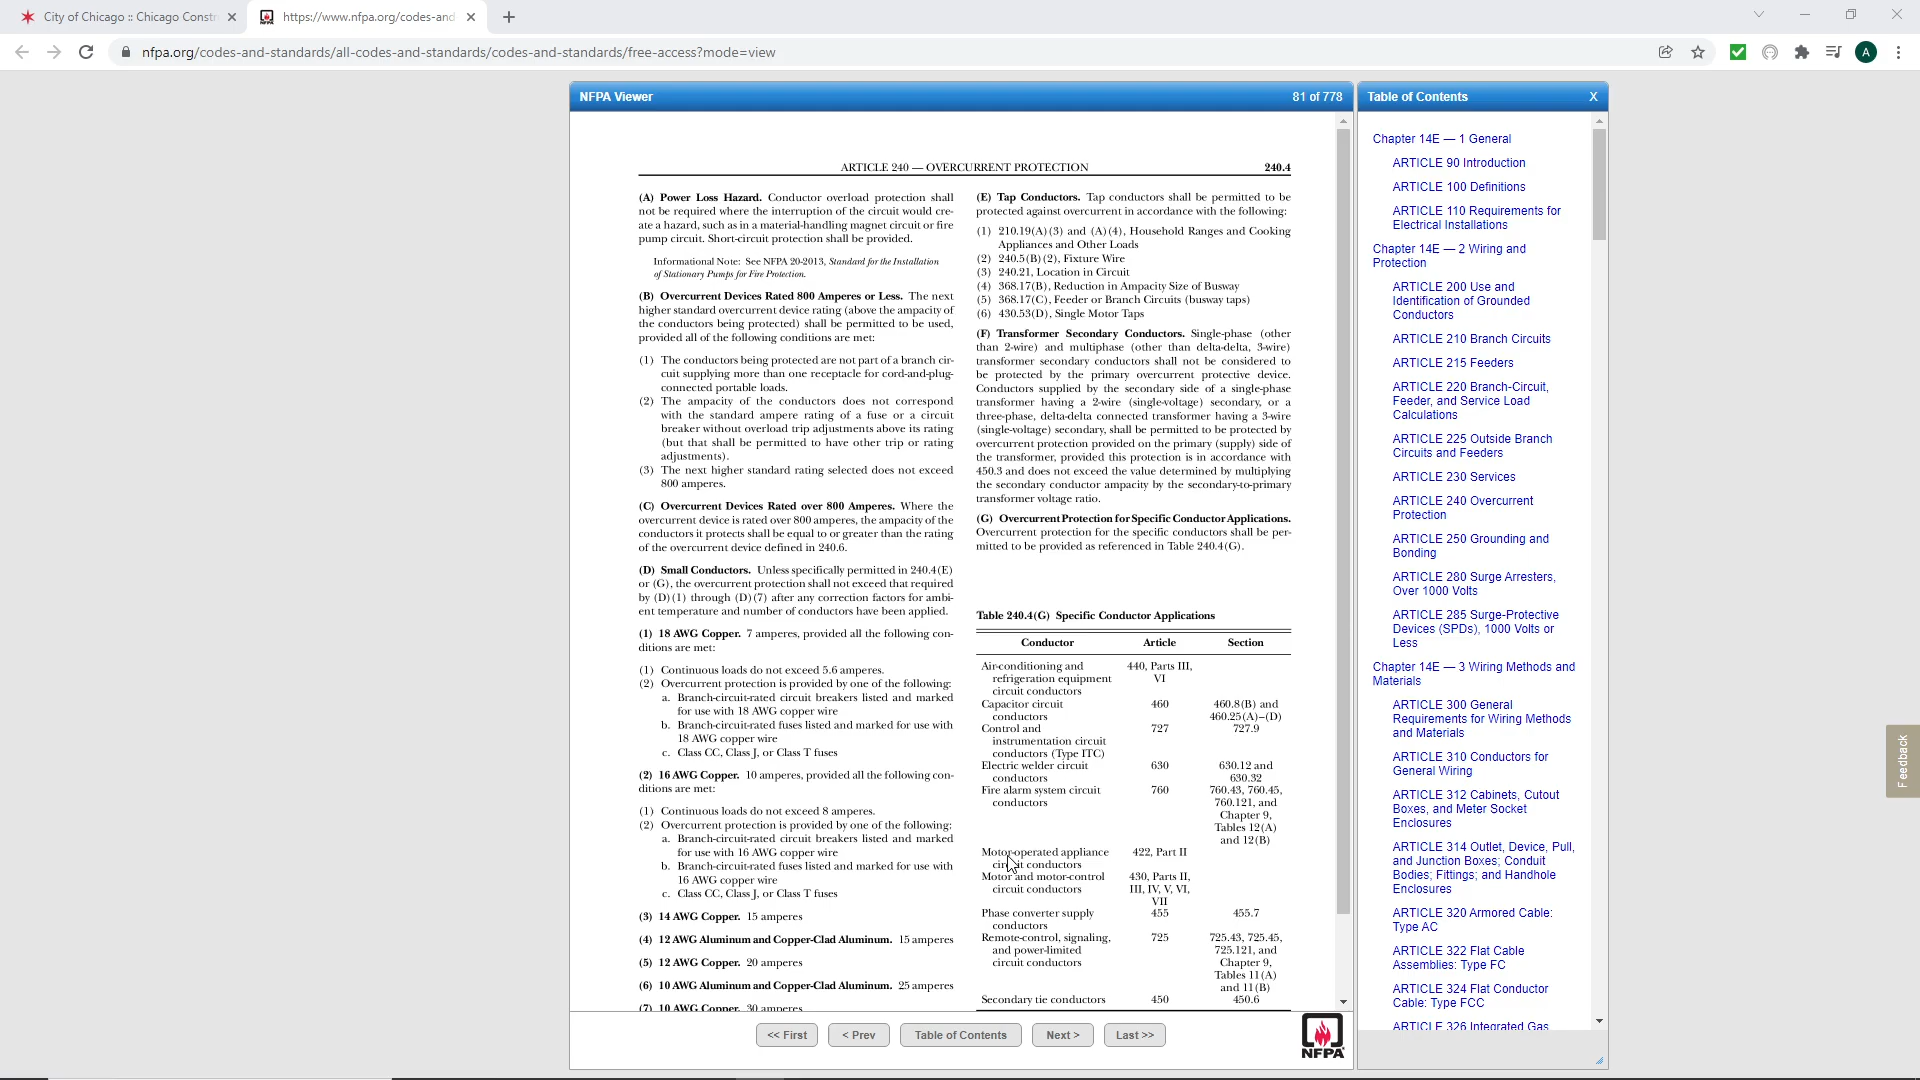 City of Chicago :: Chicago Constr
https://www.nfpa.org/codes-and
nfpa.org/codes-and-standards/all-codes-and-standards/codes-and-standards/free-access?mode=view
A
NFPA Viewer
81 of 778
ARTICLE 240 — OVERCURRENT PROTECTION
240.4
(A) Power Loss Hazard. Conductor overload protection shall
not be required where the interruption of the circuit would cre-
ate a hazard, such as in a material-handling magnet circuit or fire
pump circuit. Short-circuit protection shall be provided.
Informational Note: See NFPA 20-2013, Standard for the Installation
of Stationary Pumps for Fire Protection.
(B) Overcurrent Devices Rated 800 Amperes or Less. The next
higher standard overcurrent device rating (above the ampacity of
the conductors being protected) shall be permitted to be used,
provided all of the following conditions are met:
(1) The conductors being protected are not part of a branch cir-
cuit supplying more than one receptacle for cord-and-plug-
connected portable loads.
(2) The ampacity of the conductors does not correspond
with the standard ampere rating of a fuse or a circuit
breaker without overload trip adjustments above its rating
(but that shall be permitted to have other trip or rating
adjustments).
(3) The next higher standard rating selected does not exceed
800 amperes.
(C) Overcurrent Devices Rated over 800 Amperes. Where the
overcurrent device is rated over 800 amperes, the ampacity of the
conductors it protects shall be equal to or greater than the rating
of the overcurrent device defined in 240.6.
(D) Small Conductors. Unless specifically permitted in 240.4(E)
or (G), the overcurrent protection shall not exceed that required
by (D)(1) through (D)(7) after any correction factors for ambi-
ent temperature and number of conductors have been applied.
(1) 18 AWG Copper. 7 amperes, provided all the following con-
ditions are met:
(1) Continuous loads do not exceed 5.6 amperes.
(2) Overcurrent protection is provided by one of the following:
a. Branch-circuit-rated circuit breakers listed and marked
for use with 18 AWG copper wire
b. Branch-circuit-rated fuses listed and marked for use with
18 AWG copper wire
c. Class CC, Class J, or Class T fuses
(2) 16 AWG Copper. 10 amperes, provided all the following con-
ditions are met:
(1) Continuous loads do not exceed 8 amperes.
(2) Overcurrent protection is provided by one of the following:
a. Branch-circuit-rated circuit breakers listed and marked
for use with 16 AWG copper wire
b. Branch-circuit-rated fuses listed and marked for use with
16 AWG copper wire
c. Class CC, Class J, or Class T fuses
(3) 14 AWG Copper. 15 amperes
(4) 12 AWG Aluminum and Copper-Clad Aluminum. 15 amperes
(5) 12 AWG Copper. 20 amperes
(6) 10 AWG Aluminum and Copper-Clad Aluminum. 25 amperes
(7) 10 AWG Copper. 30 amperes
(E) Tap Conductors. Tap conductors shall be permitted to be
protected against overcurrent in accordance with the following:
(1) 210.19(A)(3) and (A)(4), Household Ranges and Cooking
Appliances and Other Loads
(2) 240.5(B)(2), Fixture Wire
(3) 240.21, Location in Circuit
(4) 368.17(B), Reduction in Ampacity Size of Busway
(5) 368.17(C), Feeder or Branch Circuits (busway taps)
(6) 430.53(D), Single Motor Taps
(F) Transformer Secondary Conductors. Single-phase (other
than 2-wire) and multiphase (other than delta-delta, 3-wire)
transformer secondary conductors shall not be considered to
be protected by the primary overcurrent protective device.
Conductors supplied by the secondary side of a single-phase
transformer having a 2-wire (single-voltage) secondary, or a
three-phase, delta-delta connected transformer having a 3-wire
(single-voltage) secondary, shall be permitted to be protected by
overcurrent protection provided on the primary (supply) side of
the transformer, provided this protection is in accordance with
450.3 and does not exceed the value determined by multiplying
the secondary conductor ampacity by the secondary-to-primary
transformer voltage ratio.
(G) Overcurrent Protection for Specific Conductor Applications.
Overcurrent protection for the specific conductors shall be per-
mitted to be provided as referenced in Table 240.4(G).
Table 240.4(G) Specific Conductor Applications
Conductor Article Section
Air-conditioning and 440, Parts III,
refrigeration equipment VI
circuit conductors
Capacitor circuit 460 460.8(B) and
conductors 460.25(A)–(D)
Control and 727 727.9
instrumentation circuit
conductors (Type ITC)
Electric welder circuit 630 630.12 and
conductors 630.32
Fire alarm system circuit 760 760.43, 760.45,
conductors 760.121, and
Chapter 9,
Tables 12(A)
and 12(B)
Motor-operated appliance 422, Part II
circuit conductors
Motor and motor-control 430, Parts II,
circuit conductors III, IV, V, VI,
VII
Phase converter supply 455 455.7
conductors
Remote-control, signaling, 725 725.43, 725.45,
and power-limited 725.121, and
circuit conductors Chapter 9,
Tables 11(A)
and 11(B)
Secondary tie conductors 450 450.6
<< First
< Prev
Table of Contents
Next >
Last >>
NFPA
Table of Contents
X
Chapter 14E — 1 General
ARTICLE 90 Introduction
ARTICLE 100 Definitions
ARTICLE 110 Requirements for
Electrical Installations
Chapter 14E — 2 Wiring and
Protection
ARTICLE 200 Use and
Identification of Grounded
Conductors
ARTICLE 210 Branch Circuits
ARTICLE 215 Feeders
ARTICLE 220 Branch-Circuit,
Feeder, and Service Load
Calculations
ARTICLE 225 Outside Branch
Circuits and Feeders
ARTICLE 230 Services
ARTICLE 240 Overcurrent
Protection
ARTICLE 250 Grounding and
Bonding
ARTICLE 280 Surge Arresters,
Over 1000 Volts
ARTICLE 285 Surge-Protective
Devices (SPDs), 1000 Volts or
Less
Chapter 14E — 3 Wiring Methods and
Materials
ARTICLE 300 General
Requirements for Wiring Methods
and Materials
ARTICLE 310 Conductors for
General Wiring
ARTICLE 312 Cabinets, Cutout
Boxes, and Meter Socket
Enclosures
ARTICLE 314 Outlet, Device, Pull,
and Junction Boxes; Conduit
Bodies; Fittings; and Handhole
Enclosures
ARTICLE 320 Armored Cable:
Type AC
ARTICLE 322 Flat Cable
Assemblies: Type FC
ARTICLE 324 Flat Conductor
Cable: Type FCC
ARTICLE 326 Integrated Gas
Feedback